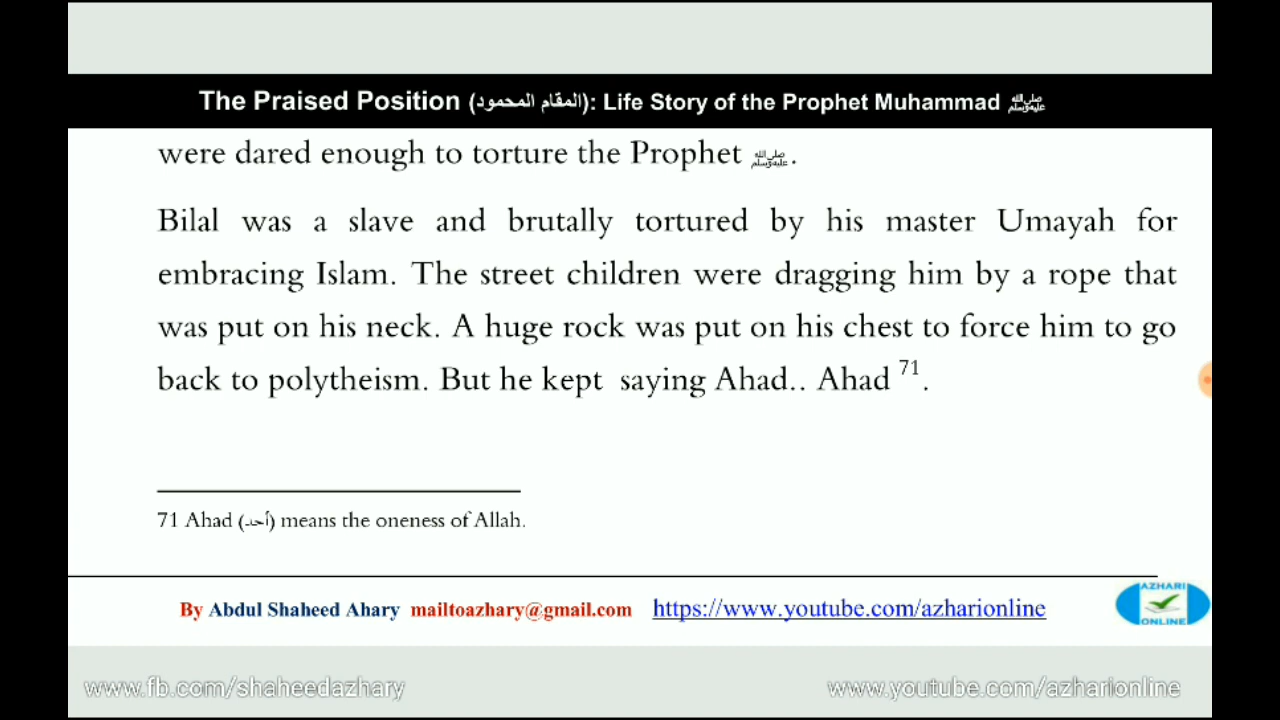 The Praised Position (المقام المحمود): Life Story of the Prophet Muhammad ﷺ
were dared enough to torture the Prophet ﷺ.
Bilal was a slave and brutally tortured by his master Umayah for
embracing Islam. The street children were dragging him by a rope that
was put on his neck. A huge rock was put on his chest to force him to go
back to polytheism. But he kept saying Ahad.. Ahad 71.
71 Ahad (أحد) means the oneness of Allah.
By Abdul Shaheed Ahary mailtoazhary@gmail.com https://www.youtube.com/azharionline
AZHARI
ONLINE
www.fb.com/shaheedazhary www.youtube.com/azharionline